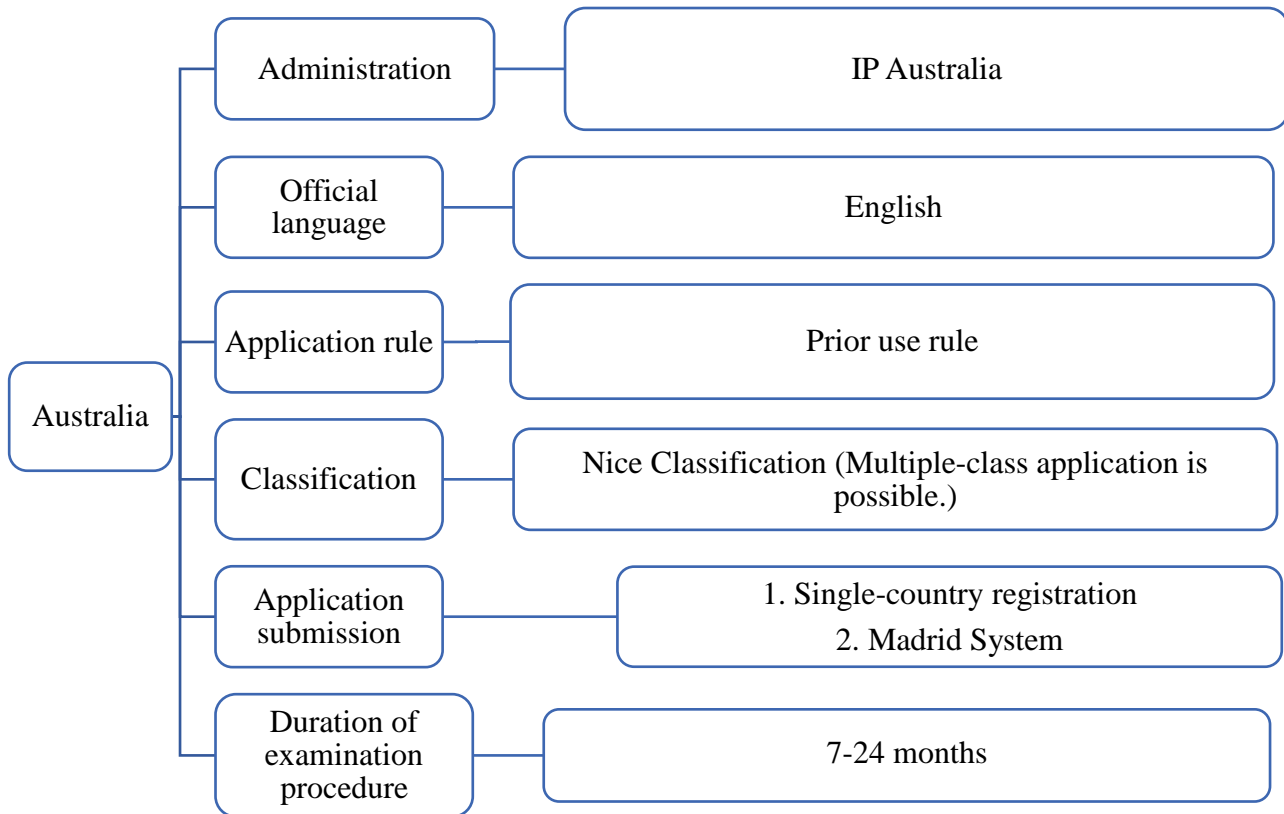 Australia
Administration
IP Australia
Official
language
English
Application rule
Prior use rule
Classification
Nice Classification (Multiple-class application is
possible.)
Application
submission
1. Single-country registration
2. Madrid System
Duration of
examination
procedure
7-24 months